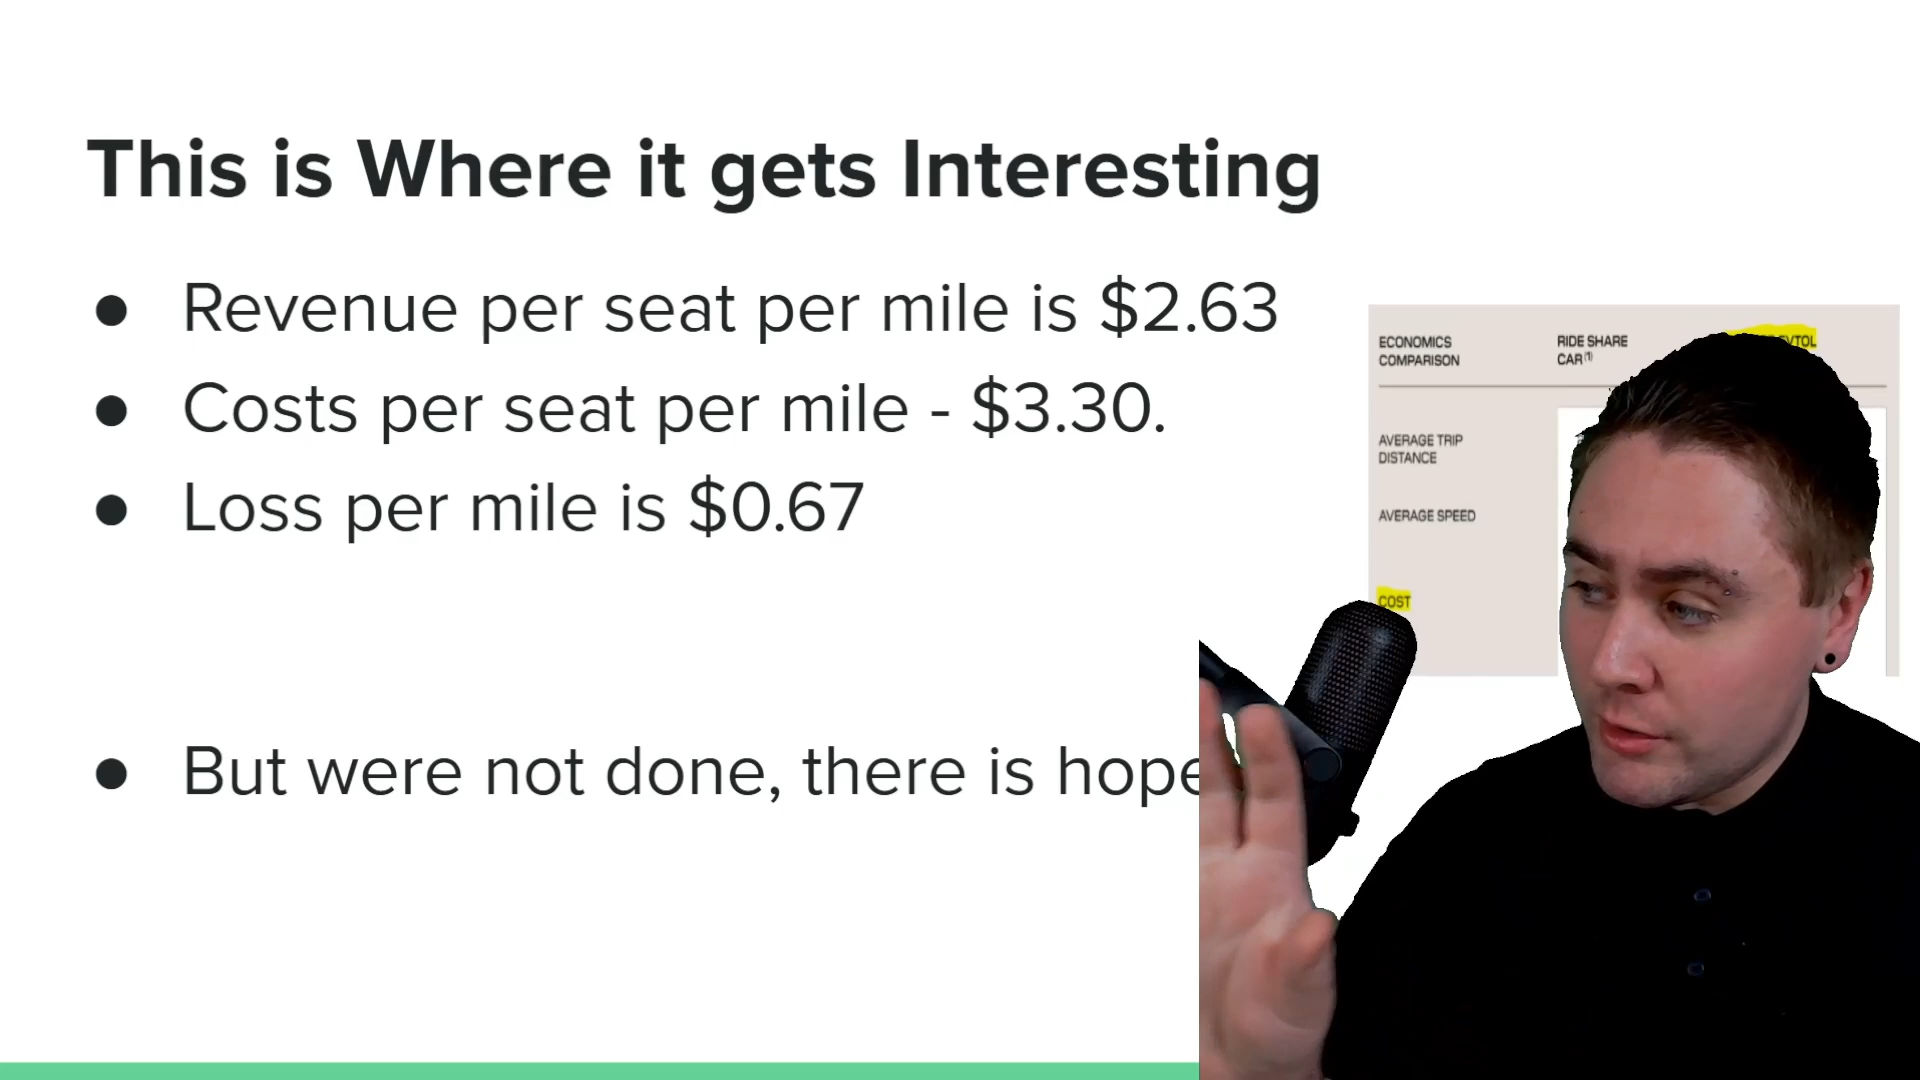 This is Where it gets Interesting
● Revenue per seat per mile is $2.63
● Costs per seat per mile - $3.30.
● Loss per mile is $0.67
● But were not done, there is hope
ECONOMICS
COMPARISON
RIDE SHARE
CAR (1)
AVERAGE TRIP
DISTANCE
AVERAGE SPEED
COST